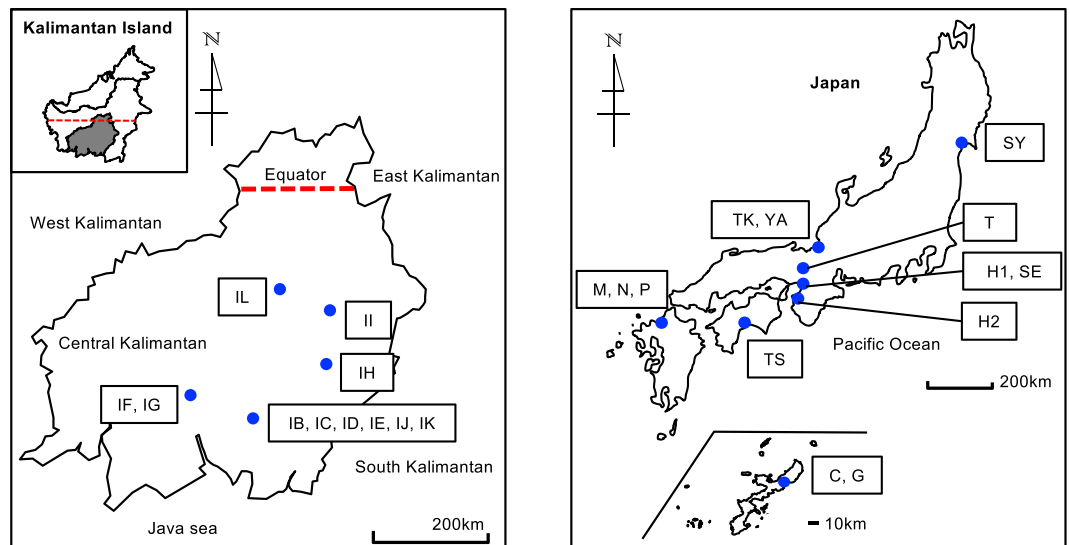 Kalimantan Island
N
Equator
East Kalimantan
West Kalimantan
IL
II
Central Kalimantan
IH
IF, IG
IB, IC, ID, IE, IJ, IK
South Kalimantan
Java sea
200km
N
Japan
SY
TK, YA
T
H1, SE
M, N, P
H2
Pacific Ocean
TS
200km
C, G
10km